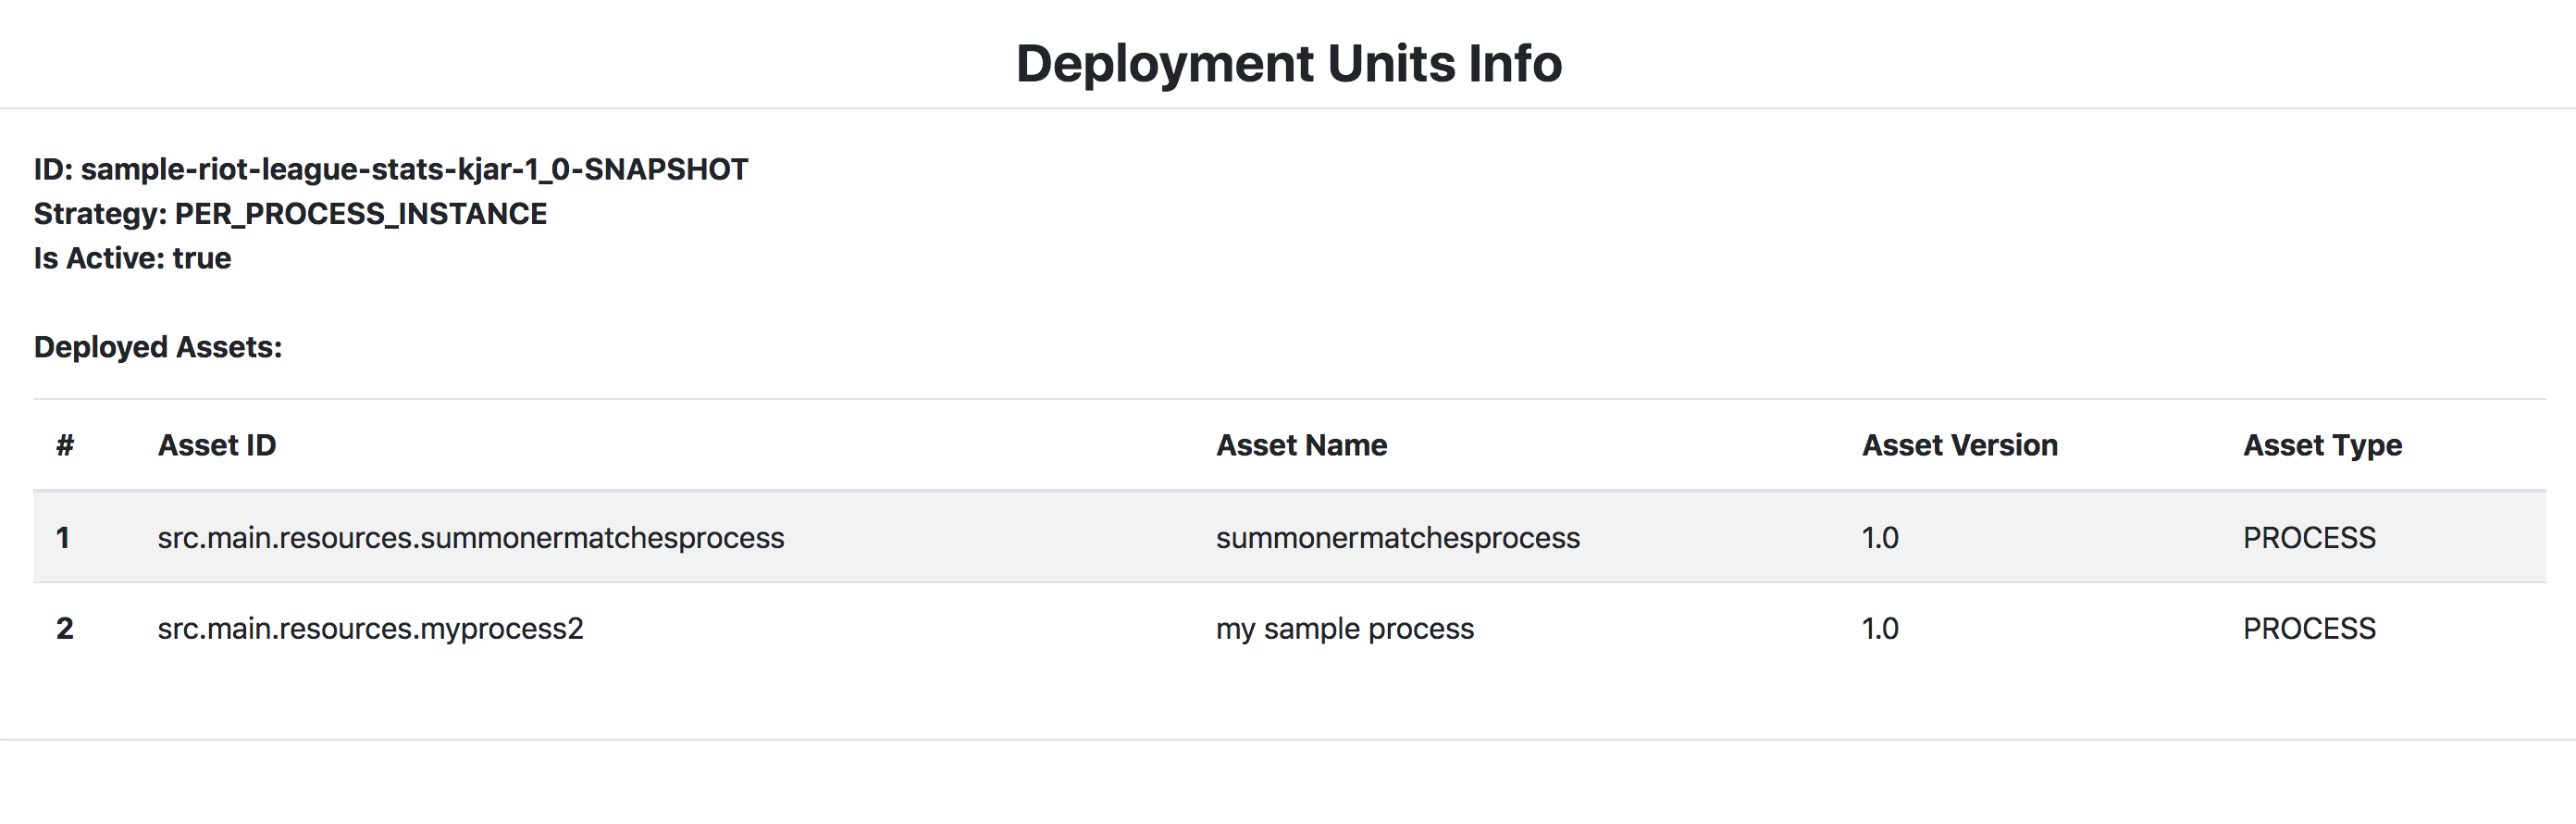 Deployment Units Info
ID: sample-riot-league-stats-kjar-1_0-SNAPSHOT
Strategy: PER_PROCESS_INSTANCE
Is Active: true
Deployed Assets:
# Asset ID Asset Name Asset Version Asset Type
1 src.main.resources.summonermatchesprocess summonermatchesprocess 1.0 PROCESS
2 src.main.resources.myprocess2 my sample process 1.0 PROCESS